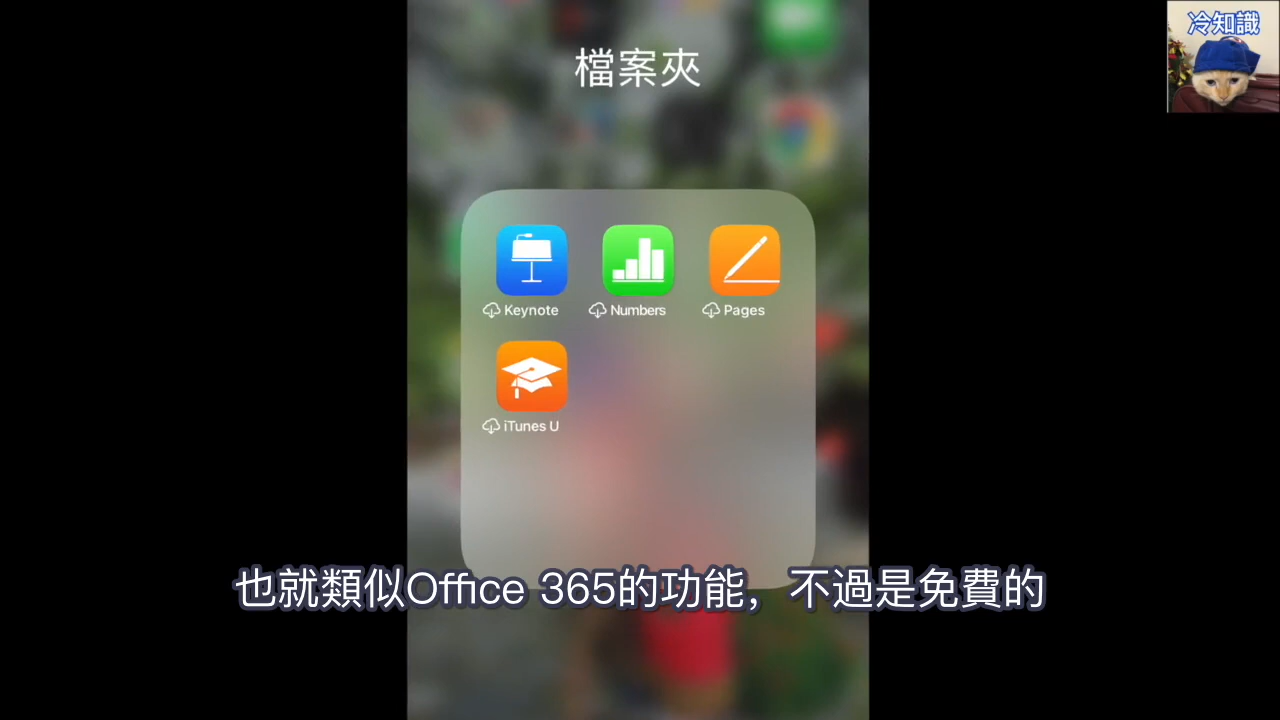 冷知識
檔案夾
Keynote
Numbers
Pages
iTunes U
也就類似Office 365的功能，不過是免費的